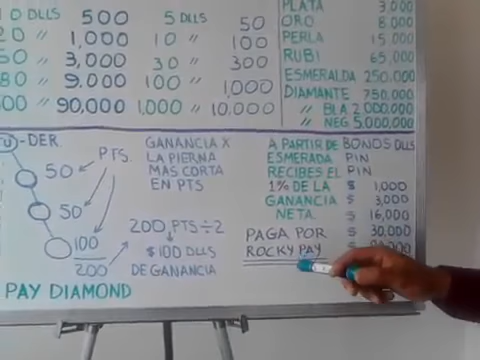 10 DLLS 500 5 DLLS 50
20 " 1,000 10 " 100
50 " 3,000 30 " 300
80 " 9.000 100 " 1,000
500 " 90,000 1,000 " 10,000
PLATA 3,000
ORO 8,000
PERLA 15,000
RUBI 65,000
ESMERALDA 250.000
DIAMANTE 750.000
" BLA 2,000,000
" NEG 5.000,000
TU -DER.
PTS.
50
50
100
200
GANANCIA X
LA PIERNA
MAS CORTA
EN PTS
200 PTS ÷ 2
$100 DLLS
DE GANANCIA
PAY DIAMOND
A PARTIR DE BONOS DLLS
ESMERADA PIN
RECIBES EL PIN
1% DE LA $ 1,000
GANANCIA $ 3,000
NETA. $ 16,000
PAGA POR $ 30,000
ROCKY PAY $